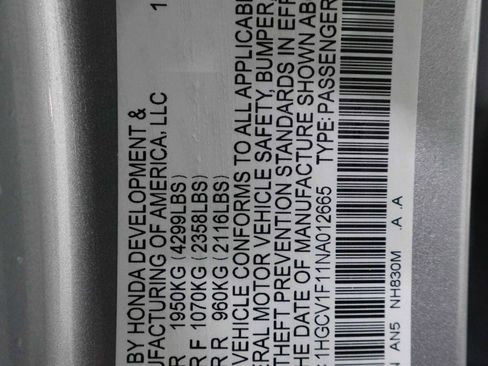 BY HONDA DEVELOPMENT & 1
UFACTURING OF AMERICA, LLC
R 1950KG (4299LBS)
R F 1070KG (2358LBS)
R R 960KG (2116LBS)
VEHICLE CONFORMS TO ALL APPLICAB
ERAL MOTOR VEHICLE SAFETY, BUMPER,
THEFT PREVENTION STANDARDS IN EFF
THE DATE OF MANUFACTURE SHOWN AB
: 1HGCV1F11NA012665 TYPE: PASSENGER
N AN5 NH830M .A .A